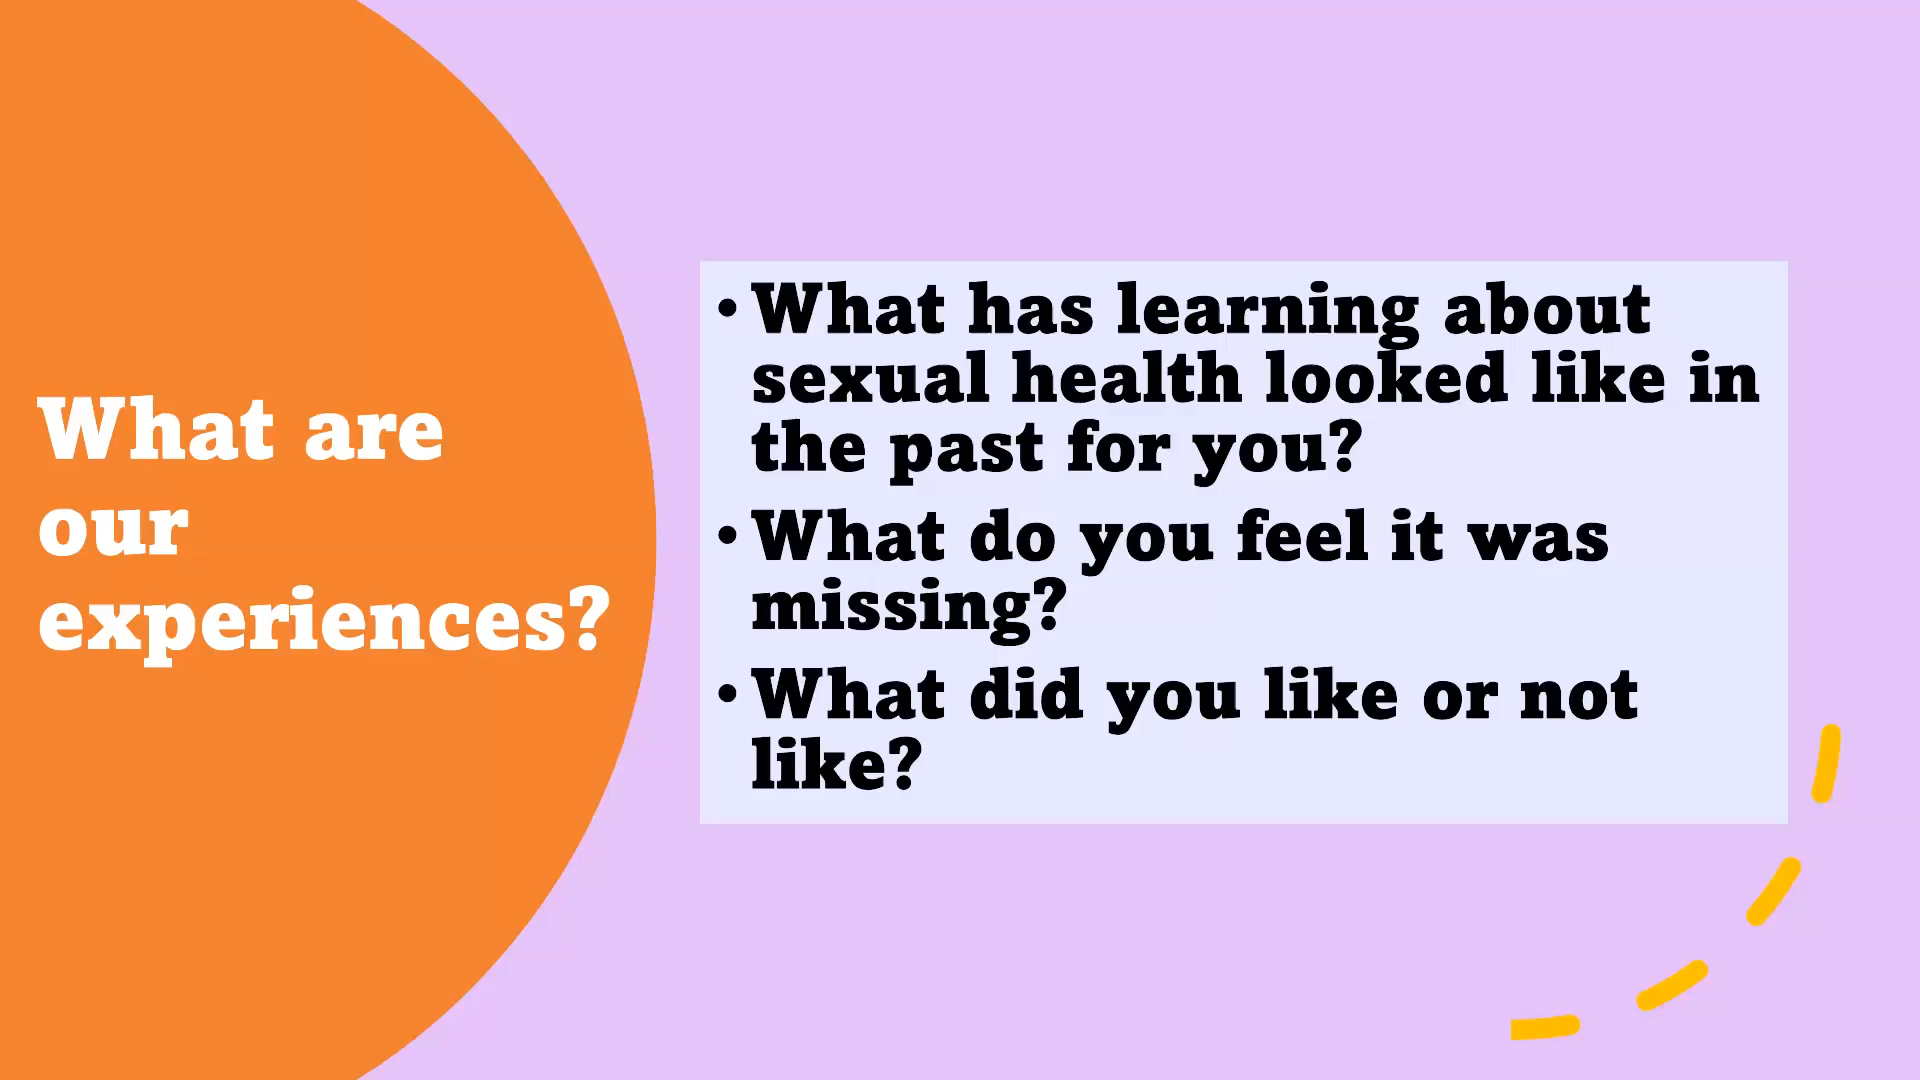 What are
our
experiences?
• What has learning about
sexual health looked like in
the past for you?
• What do you feel it was
missing?
• What did you like or not
like?